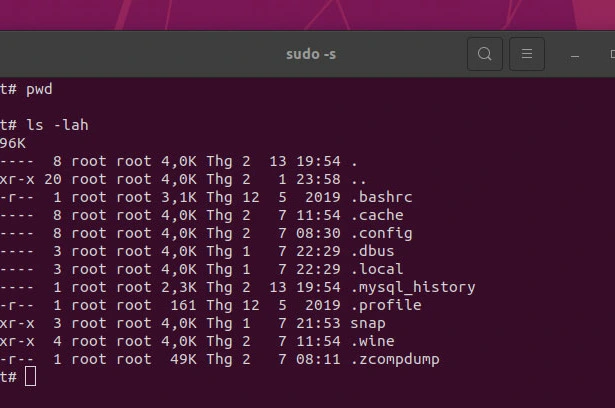 sudo -s
t# pwd
t# ls -lah
96K
---- 8 root root 4,0K Thg 2 13 19:54 .
xr-x 20 root root 4,0K Thg 2 1 23:58 ..
-r-- 1 root root 3,1K Thg 12 5 2019 .bashrc
---- 8 root root 4,0K Thg 2 7 11:54 .cache
---- 8 root root 4,0K Thg 2 7 08:30 .config
---- 3 root root 4,0K Thg 1 7 22:29 .dbus
---- 3 root root 4,0K Thg 1 7 22:29 .local
---- 1 root root 2,3K Thg 2 13 19:54 .mysql_history
-r-- 1 root root 161 Thg 12 5 2019 .profile
xr-x 3 root root 4,0K Thg 1 7 21:53 snap
xr-x 4 root root 4,0K Thg 2 7 11:54 .wine
-r-- 1 root root 49K Thg 2 7 08:11 .zcompdump
t#